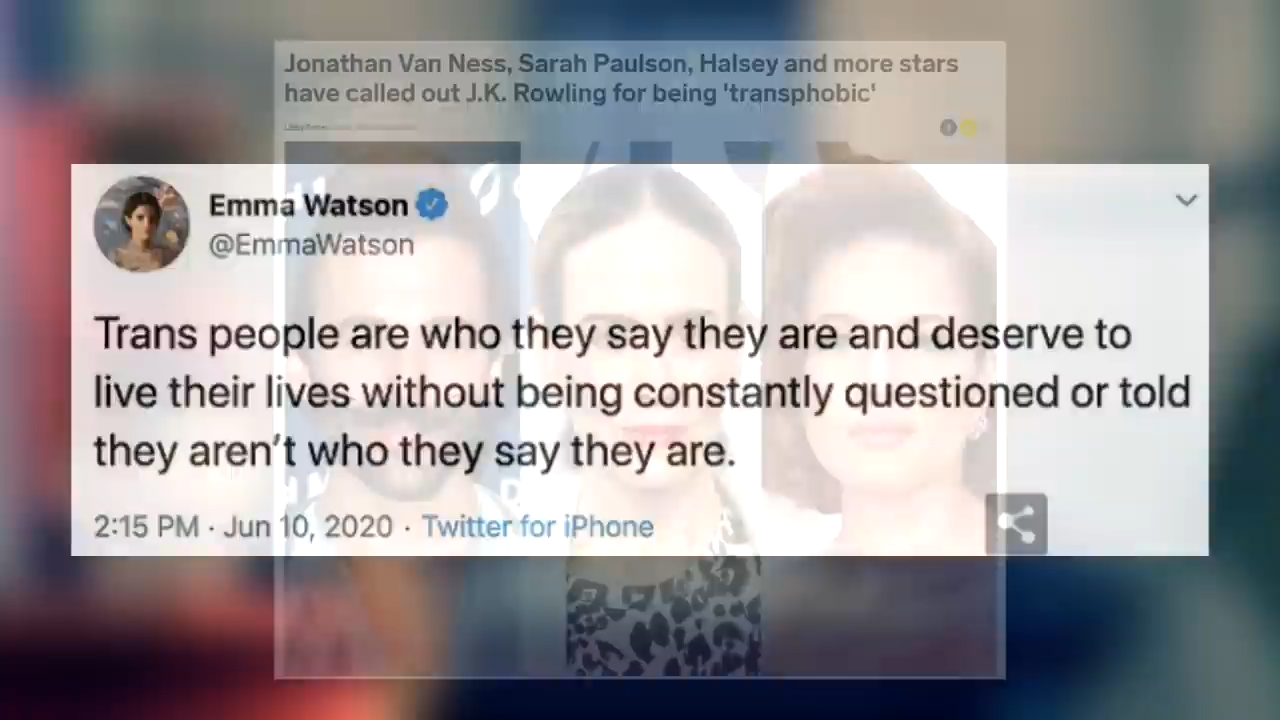 Jonathan Van Ness, Sarah Paulson, Halsey and more stars
have called out J.K. Rowling for being 'transphobic'
Emma Watson
@EmmaWatson
Trans people are who they say they are and deserve to
live their lives without being constantly questioned or told
they aren’t who they say they are.
2:15 PM · Jun 10, 2020 · Twitter for iPhone